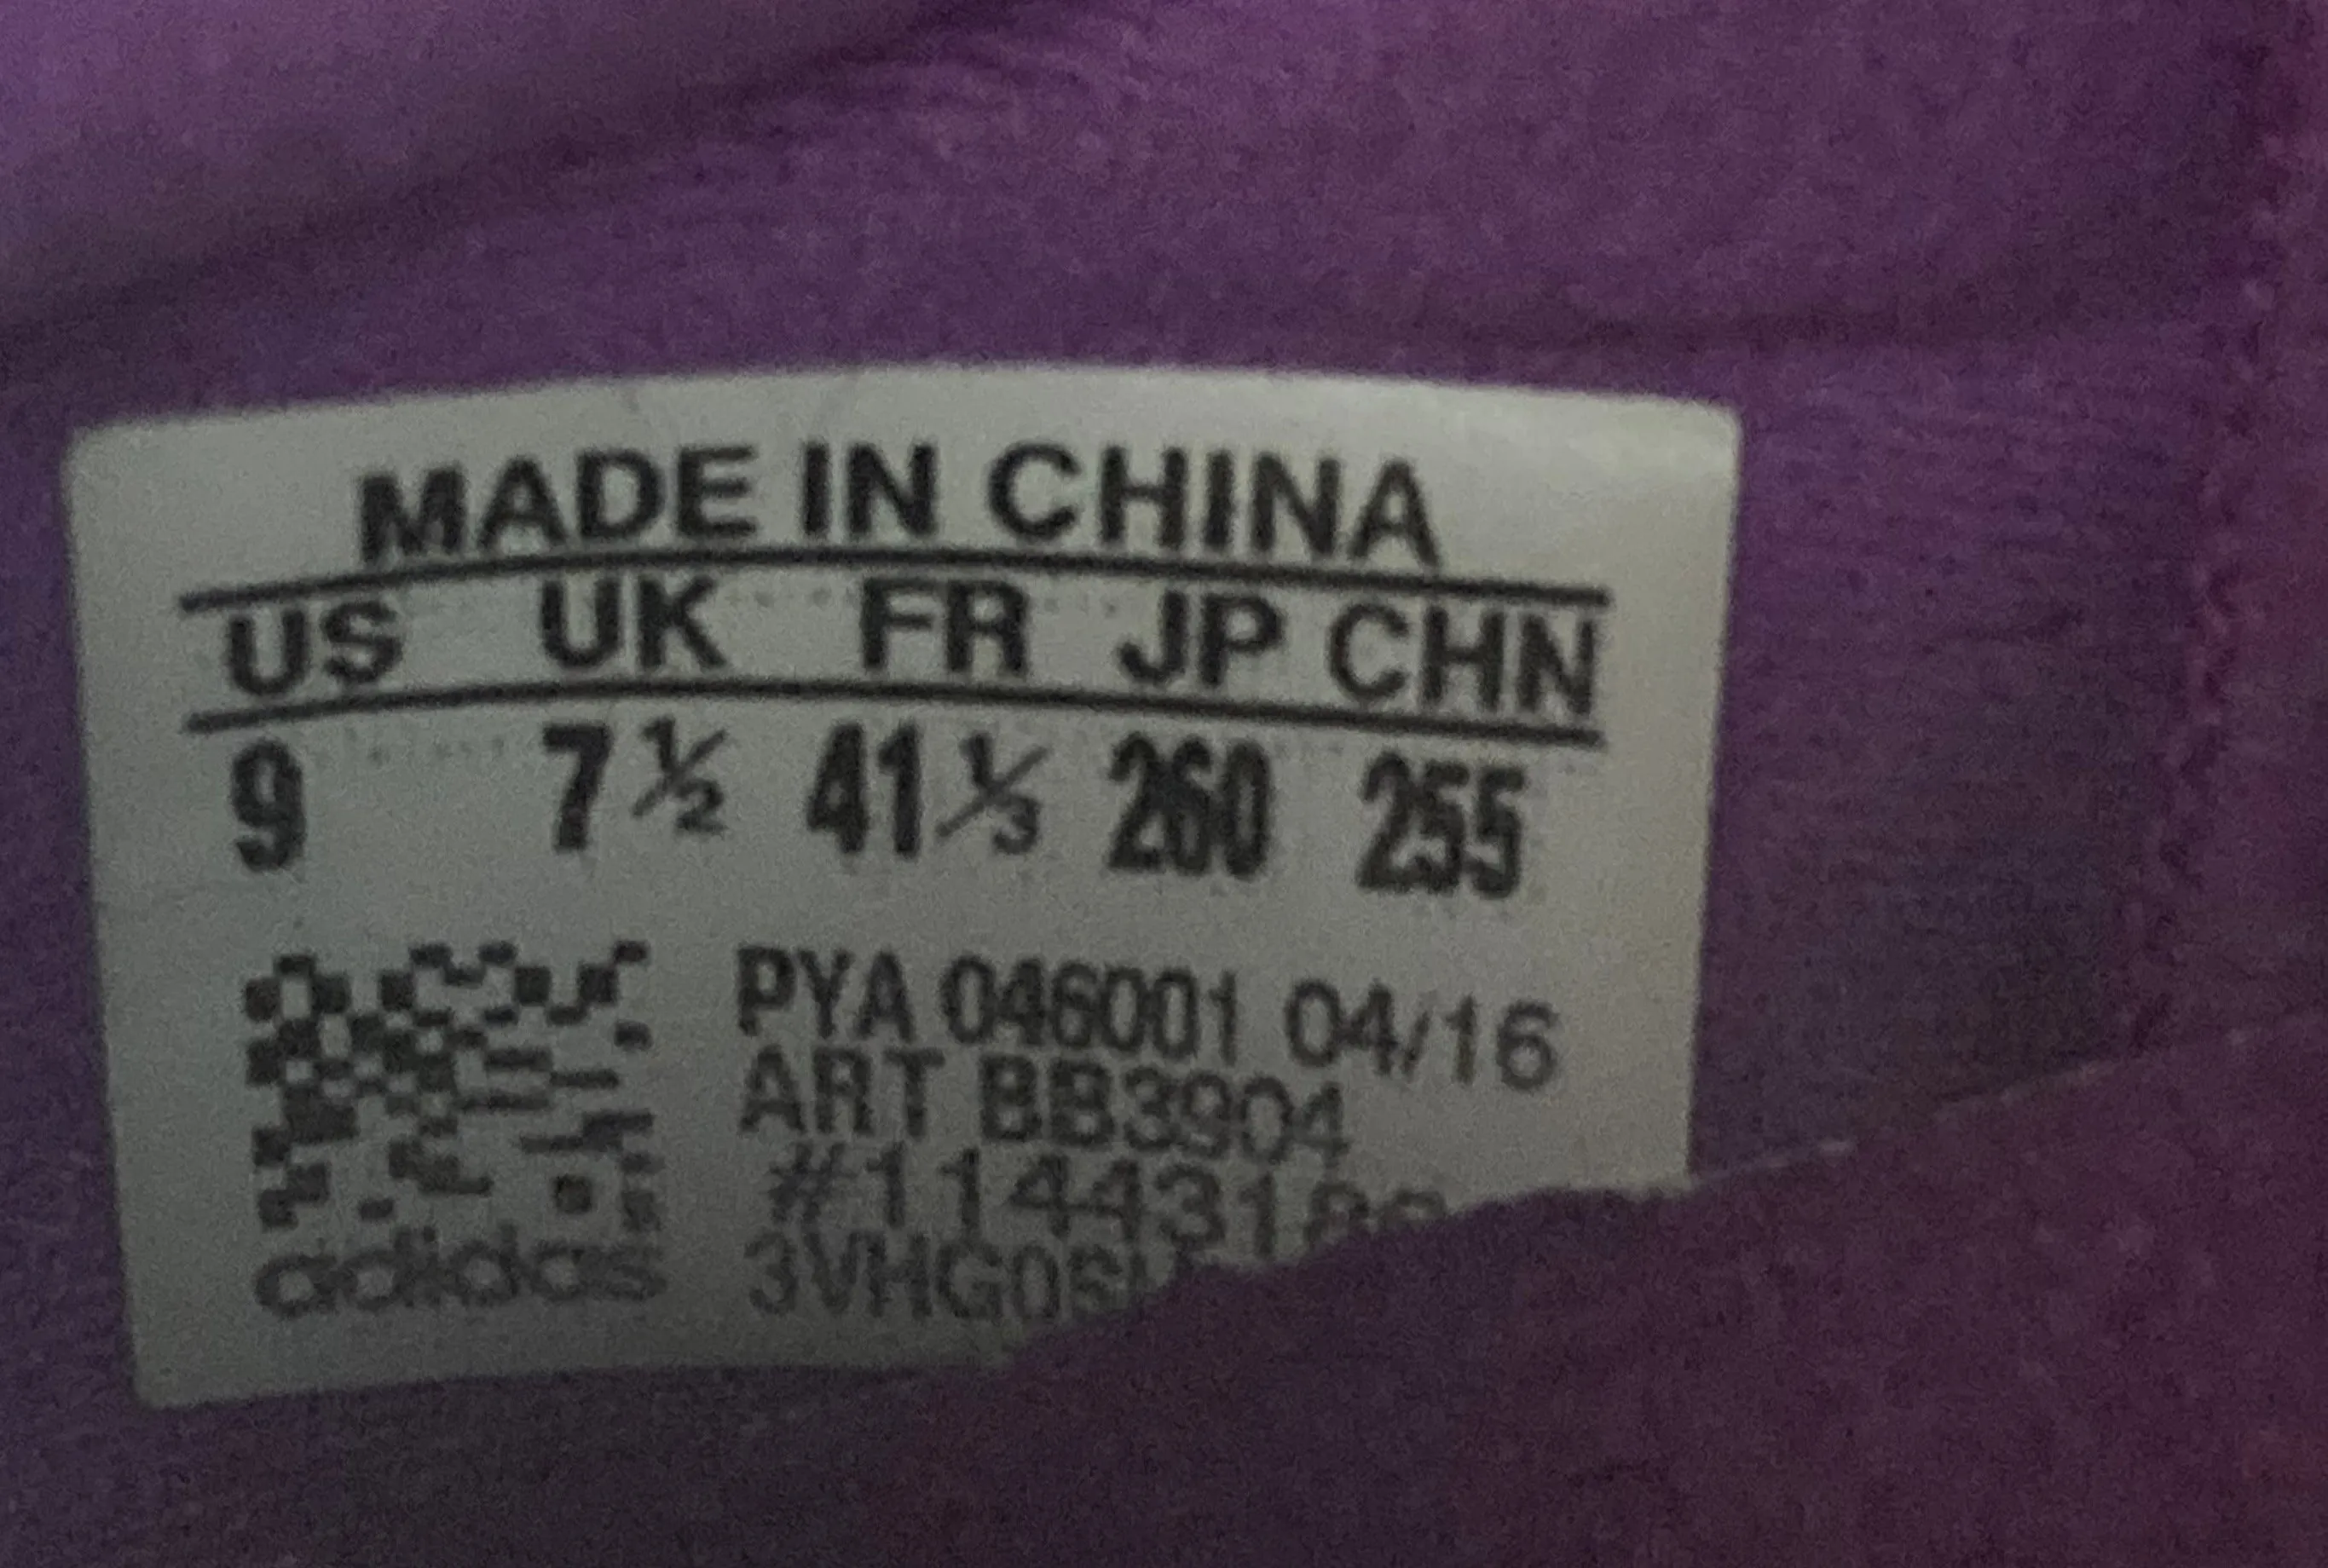 MADE IN CHINA
US UK FR JP CHN
9 7½ 41⅓ 260 255
PYA 046001 04/16
ART BB3904
adidas